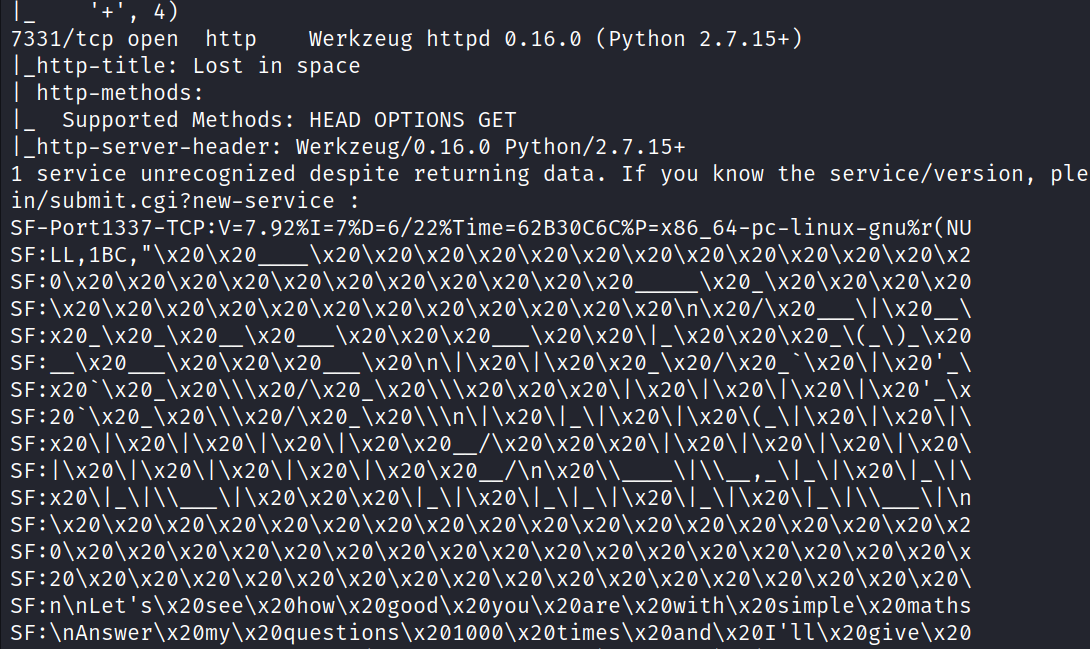 |_    '+', 4)
7331/tcp open  http    Werkzeug httpd 0.16.0 (Python 2.7.15+)
|_http-title: Lost in space
| http-methods:
|_  Supported Methods: HEAD OPTIONS GET
|_http-server-header: Werkzeug/0.16.0 Python/2.7.15+
1 service unrecognized despite returning data. If you know the service/version, ple
in/submit.cgi?new-service :
SF-Port1337-TCP:V=7.92%I=7%D=6/22%Time=62B30C6C%P=x86_64-pc-linux-gnu%r(NU
SF:LL,1BC,"\x20\x20____\x20\x20\x20\x20\x20\x20\x20\x20\x20\x20\x20\x20\x2
SF:0\x20\x20\x20\x20\x20\x20\x20\x20\x20\x20\x20_____\x20_\x20\x20\x20\x20
SF:\x20\x20\x20\x20\x20\x20\x20\x20\x20\x20\x20\x20\n\x20/\x20___\|\x20__\
SF:x20_\x20_\x20__\x20___\x20\x20\x20___\x20\x20\|_\x20\x20\x20_\(_\)_\x20
SF:__\x20___\x20\x20\x20___\x20\n\|\x20\|\x20\x20_\x20/\x20_`\x20\|\x20'_\
SF:x20`\x20_\x20\\\x20/\x20_\x20\\\x20\x20\x20\|\x20\|\x20\|\x20\|\x20'_\x
SF:20`\x20_\x20\\\x20/\x20_\x20\\\n\|\x20\|_\|\x20\|\x20\(_\|\x20\|\x20\|\
SF:x20\|\x20\|\x20\|\x20\|\x20\x20__/\x20\x20\x20\|\x20\|\x20\|\x20\|\x20\
SF:|\x20\|\x20\|\x20\|\x20\|\x20\x20__/\n\x20\\____\|\\__,_\|_\|\x20\|_\|\
SF:x20\|_\|\\___\|\x20\x20\x20\|_\|\x20\|_\|_\|\x20\|_\|\x20\|_\|\\___\|\n
SF:\x20\x20\x20\x20\x20\x20\x20\x20\x20\x20\x20\x20\x20\x20\x20\x20\x20\x2
SF:0\x20\x20\x20\x20\x20\x20\x20\x20\x20\x20\x20\x20\x20\x20\x20\x20\x20\x
SF:20\x20\x20\x20\x20\x20\x20\x20\x20\x20\x20\x20\x20\x20\x20\x20\x20\x20\
SF:n\nLet's\x20see\x20how\x20good\x20you\x20are\x20with\x20simple\x20maths
SF:\nAnswer\x20my\x20questions\x201000\x20times\x20and\x20I'll\x20give\x20